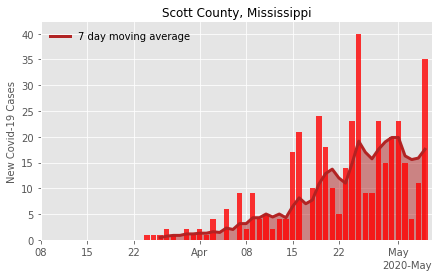 Scott County, Mississippi
7 day moving average
New Covid-19 Cases
40
35
30
25
20
15
10
5
0
08 15 22 Apr 08 15 22 May
2020-May